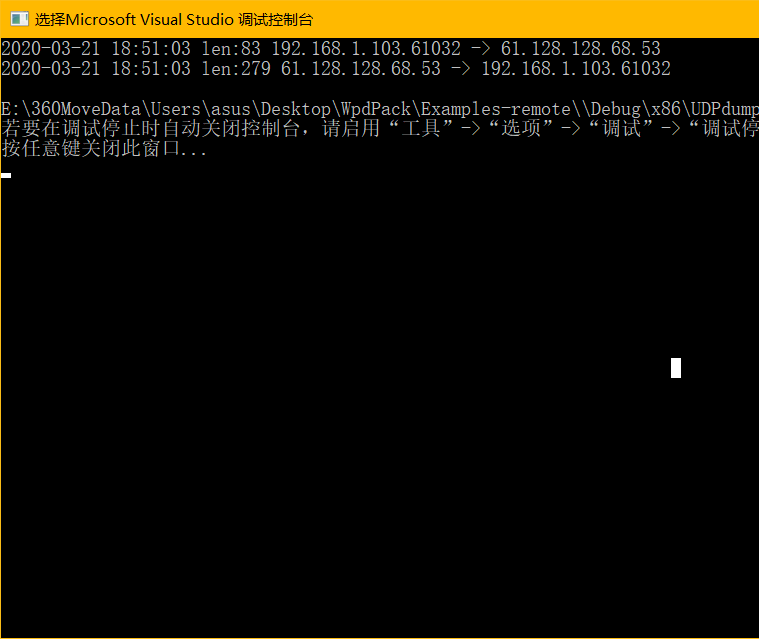 选择Microsoft Visual Studio 调试控制台
2020-03-21 18:51:03 len:83 192.168.1.103.61032 -> 61.128.128.68.53
2020-03-21 18:51:03 len:279 61.128.128.68.53 -> 192.168.1.103.61032
E:\360MoveData\Users\asus\Desktop\WpdPack\Examples-remote\\Debug\x86\UDPdump
若要在调试停止时自动关闭控制台，请启用“工具”->“选项”->“调试”->“调试停
按任意键关闭此窗口...